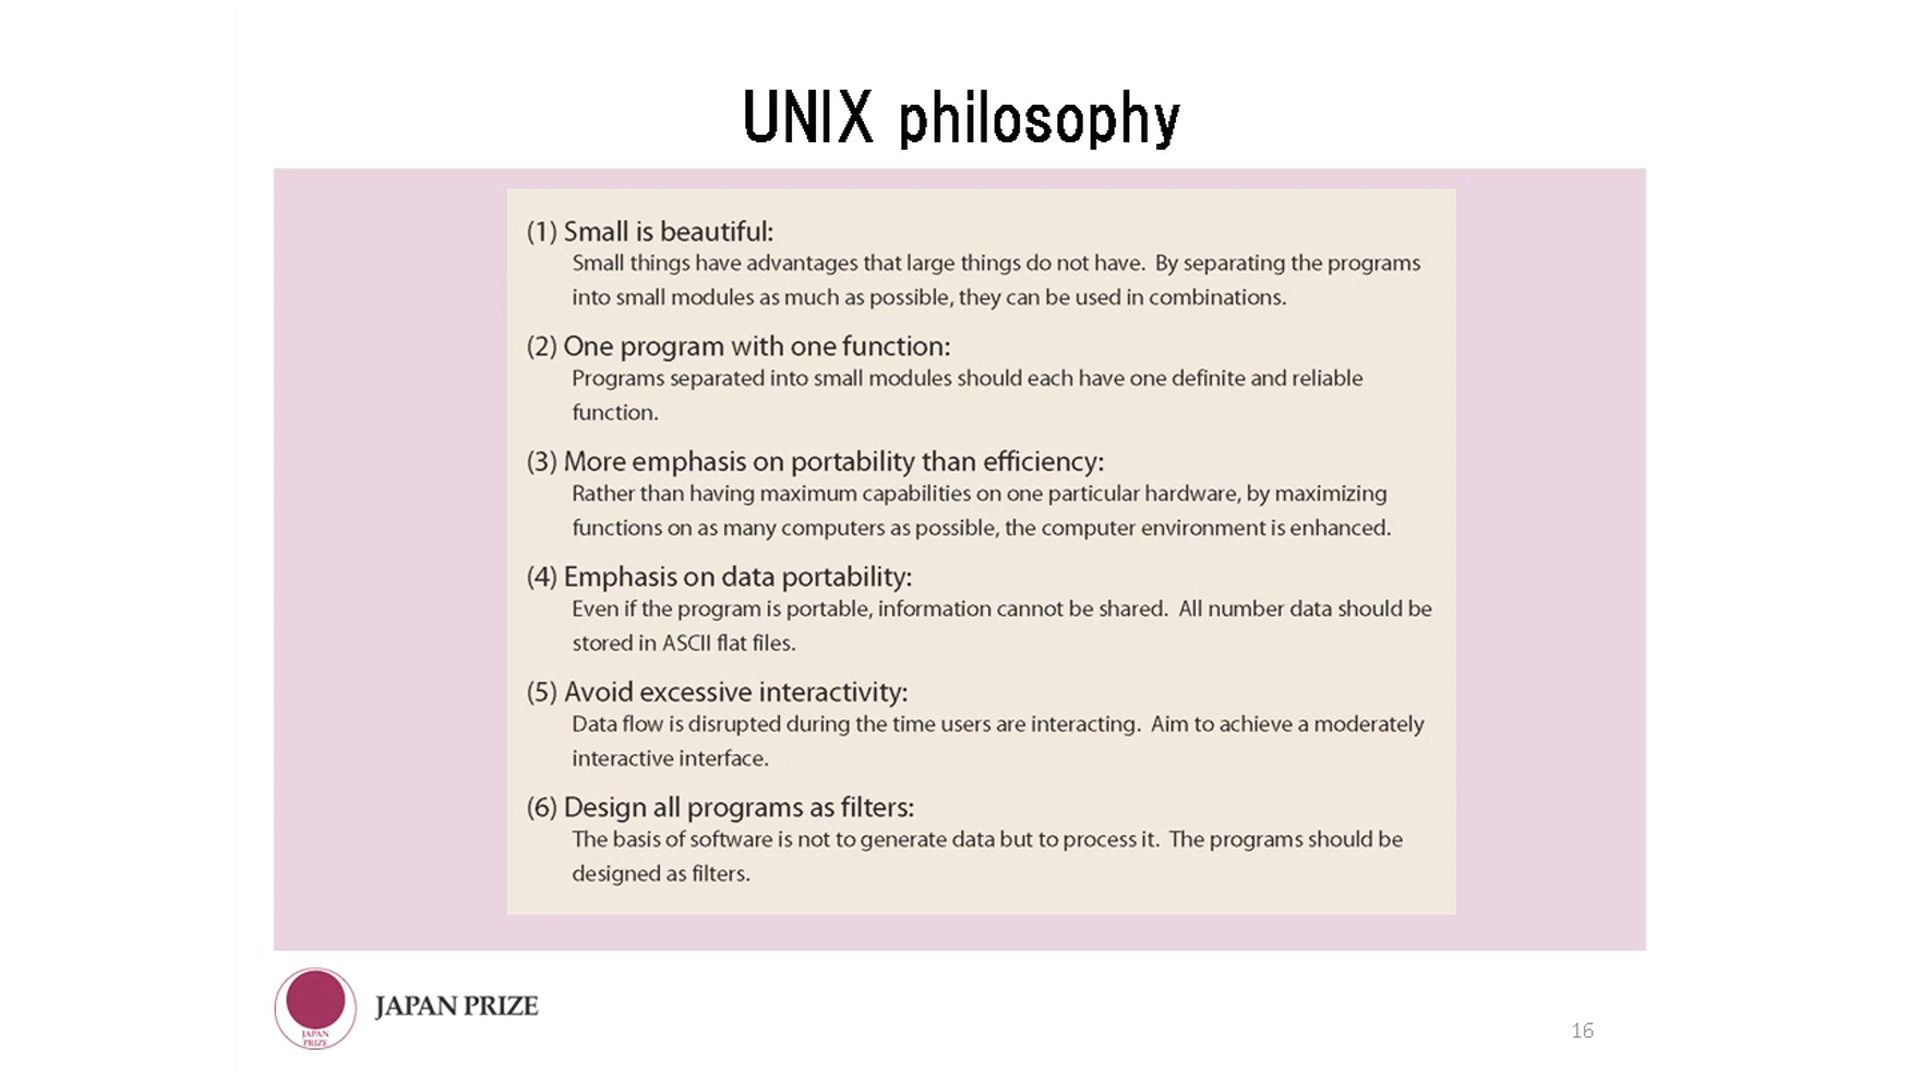 UNIX philosophy
(1) Small is beautiful:
Small things have advantages that large things do not have. By separating the programs
into small modules as much as possible, they can be used in combinations.
(2) One program with one function:
Programs separated into small modules should each have one definite and reliable
function.
(3) More emphasis on portability than efficiency:
Rather than having maximum capabilities on one particular hardware, by maximizing
functions on as many computers as possible, the computer environment is enhanced.
(4) Emphasis on data portability:
Even if the program is portable, information cannot be shared. All number data should be
stored in ASCII flat files.
(5) Avoid excessive interactivity:
Data flow is disrupted during the time users are interacting. Aim to achieve a moderately
interactive interface.
(6) Design all programs as filters:
The basis of software is not to generate data but to process it. The programs should be
designed as filters.
JAPAN
PRIZE
JAPAN PRIZE
16